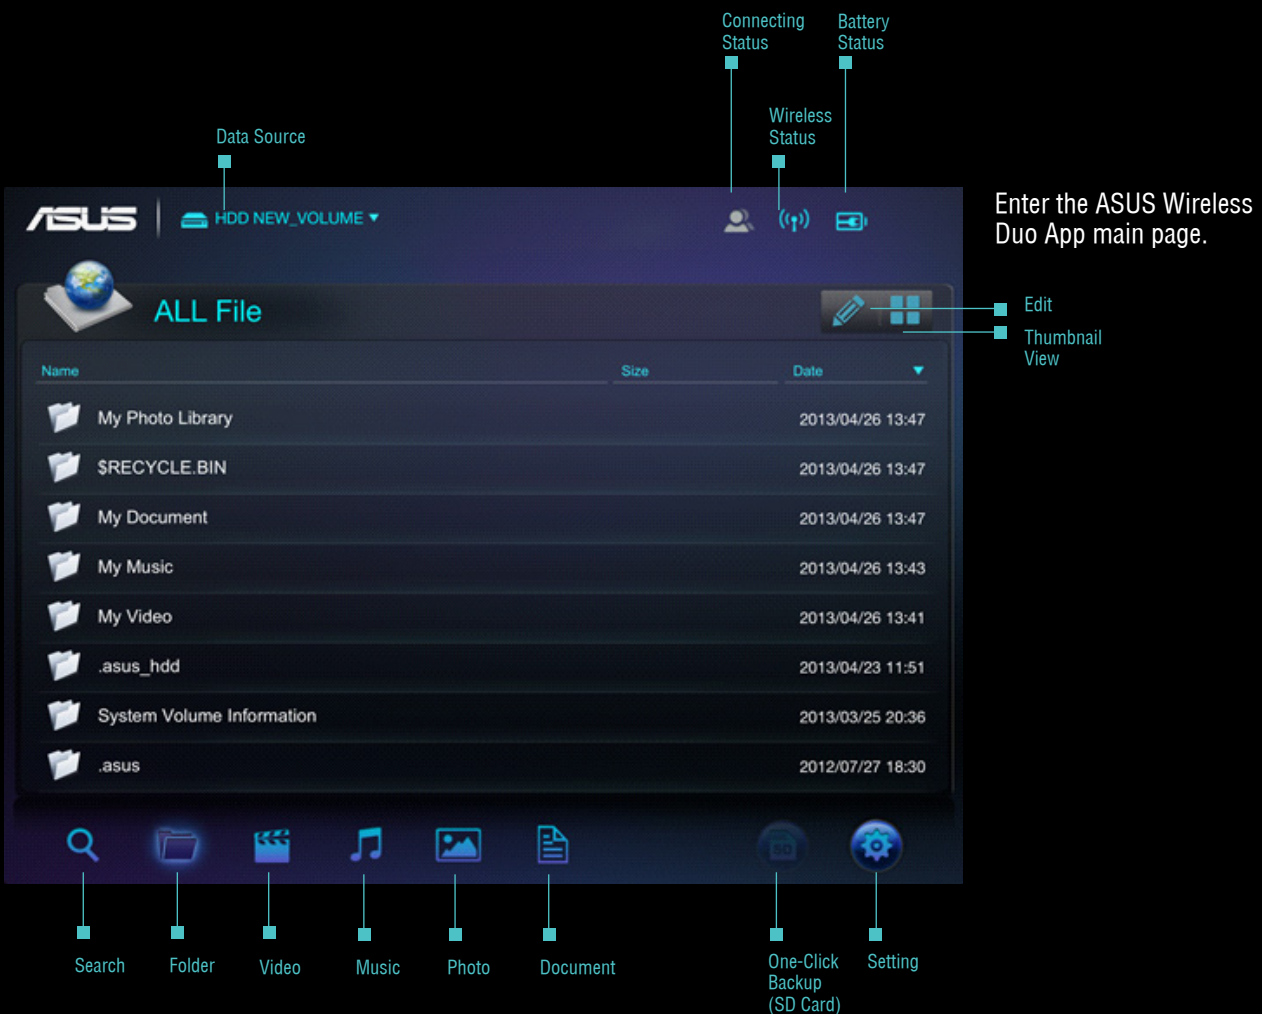 Connecting
Status
Battery
Status
Wireless
Status
Data Source
ASUS
HDD NEW_VOLUME
Enter the ASUS Wireless
Duo App main page.
ALL File
Edit
Thumbnail
View
Name Size Date
My Photo Library 2013/04/26 13:47
$RECYCLE.BIN 2013/04/26 13:47
My Document 2013/04/26 13:47
My Music 2013/04/26 13:43
My Video 2013/04/26 13:41
.asus_hdd 2013/04/23 11:51
System Volume Information 2013/03/25 20:36
.asus 2012/07/27 18:30
SD
Search
Folder
Video
Music
Photo
Document
One-Click
Backup
(SD Card)
Setting